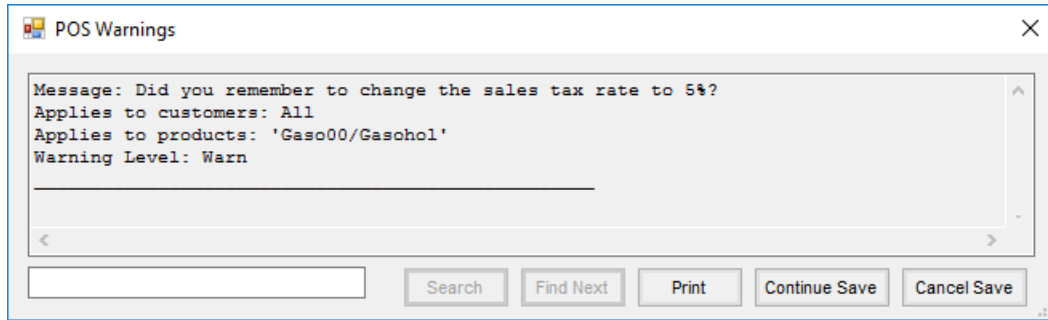 POS Warnings
Message: Did you remember to change the sales tax rate to 5%?
Applies to customers: All
Applies to products: 'Gaso00/Gasohol'
Warning Level: Warn
Search Find Next Print Continue Save Cancel Save